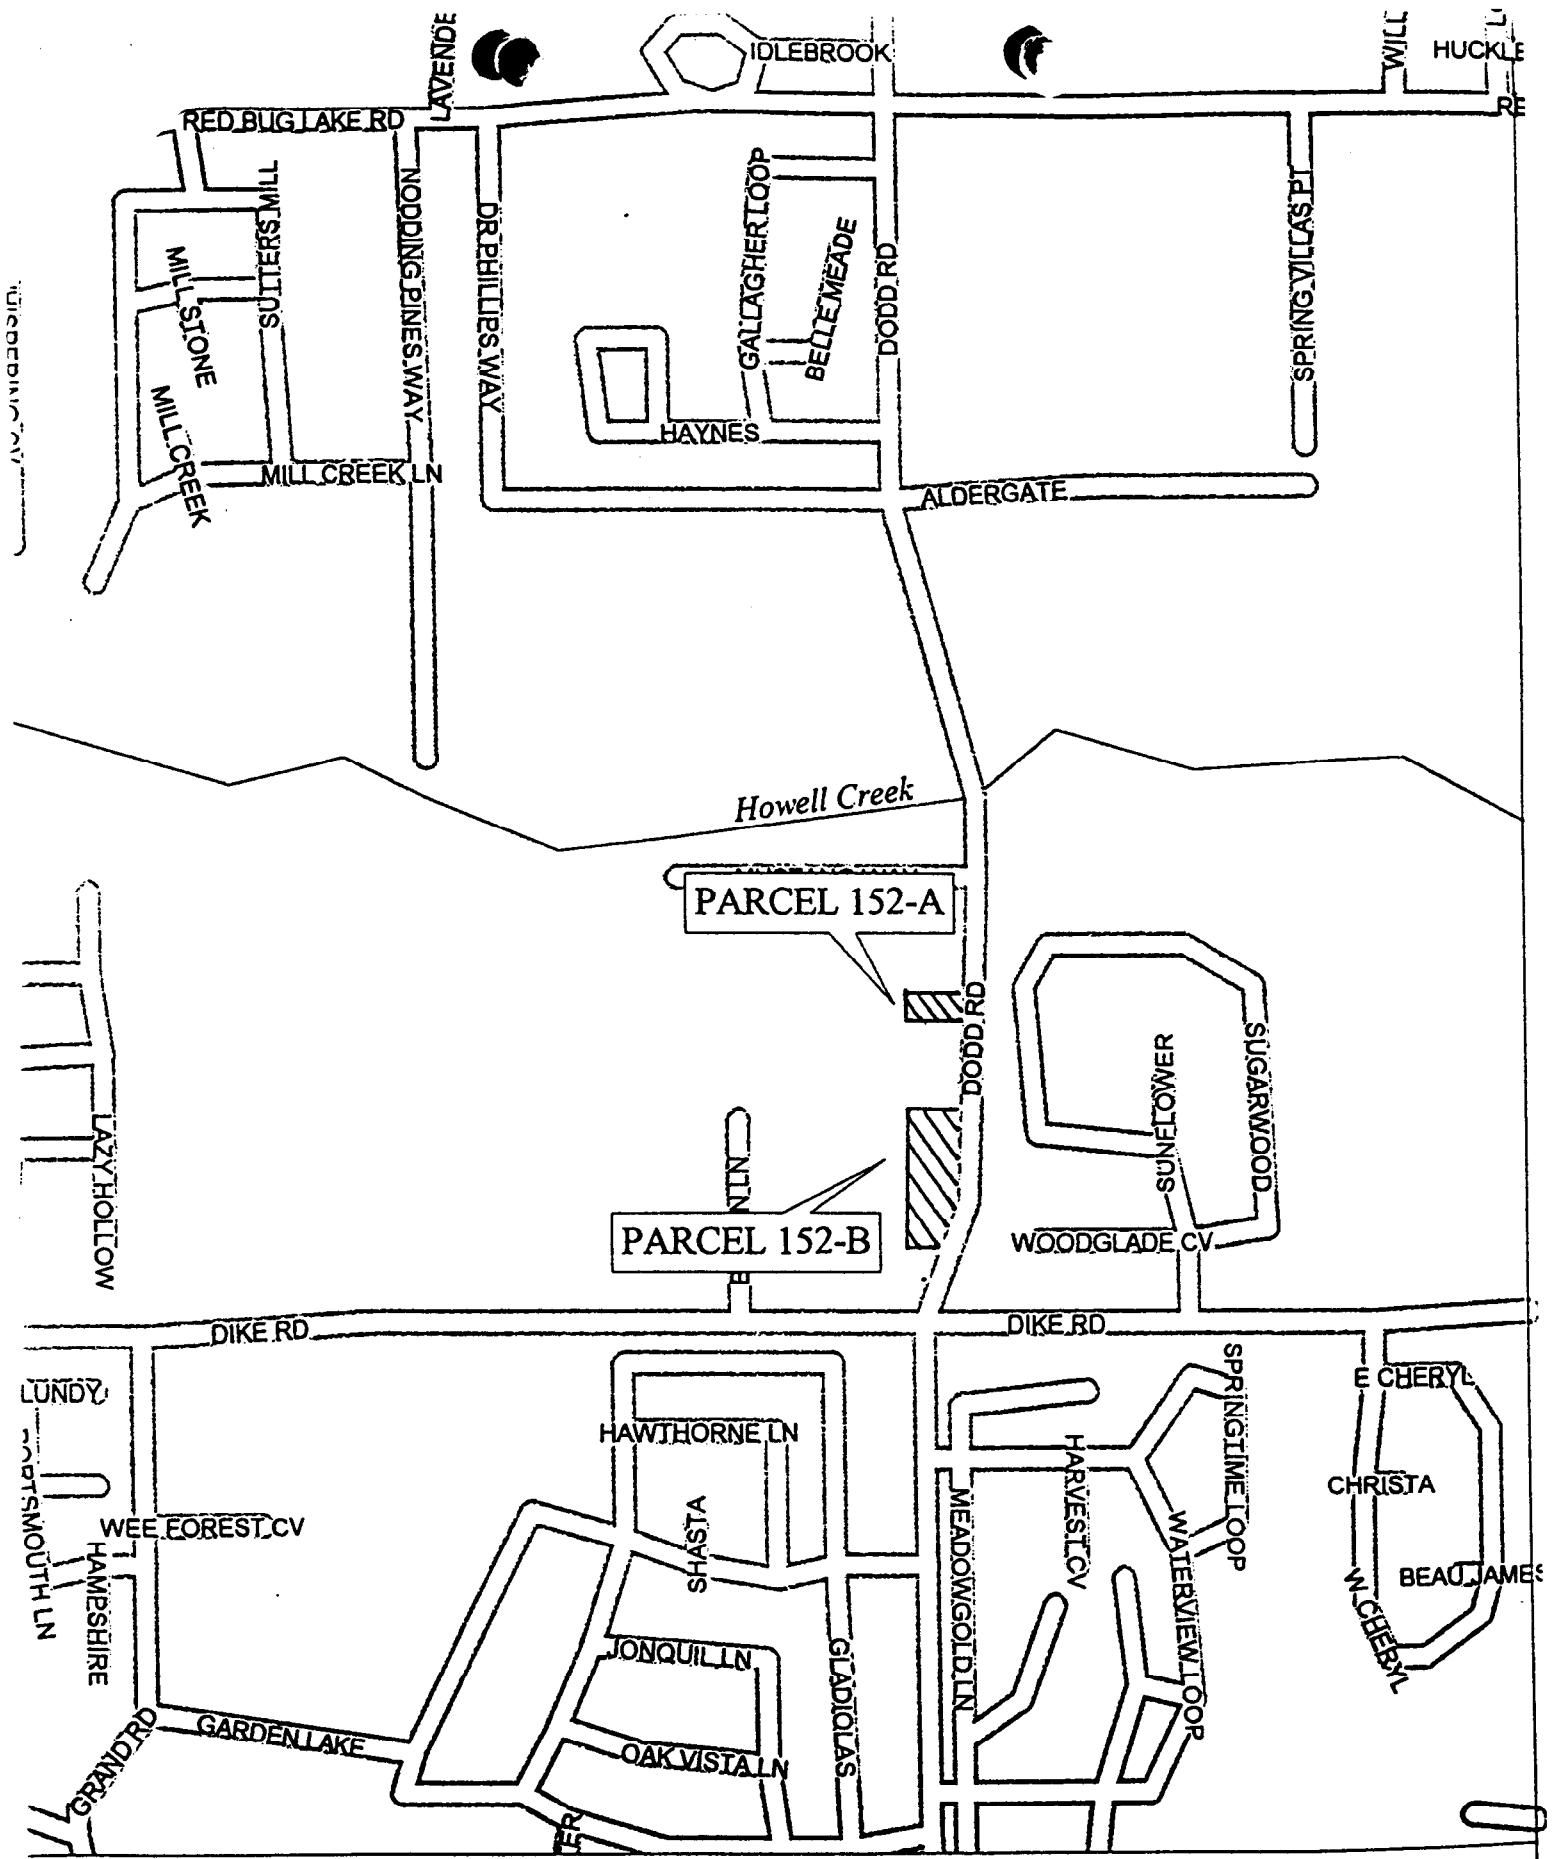 LAVENDE
IDLEBROOK
WILL
HUCKLE
RED BUG LAKE RD
RE
SUTTERS MILL
NODDING PINES WAY
DR PHILLIPS WAY
GALLAGHER LOOP
BELLE MEADE
DODD RD
SPRING VILLAS PT
MILL STONE
MILL CREEK
MILL CREEK LN
HAYNES
ALDERGATE
Howell Creek
PARCEL 152-A
DODD RD
SUNFLOWER
SUGARWOOD
LAZY HOLLOW
N LN
PARCEL 152-B
WOODGLADE CV
DIKE RD
DIKE RD
LUNDY
PORTSMOUTH LN
WEE FOREST CV
HAMPSHIRE
HAWTHORNE LN
SHASTA
MEADOWGOLD LN
HARVEST CV
SPRINGTIME LOOP
WATERVIEW LOOP
E CHERYL
CHRISTA
BEAU JAMES
W CHERYL
JONQUIL LN
GLADIOLAS
GRAND RD
GARDEN LAKE
OAK VISTA LN
ER